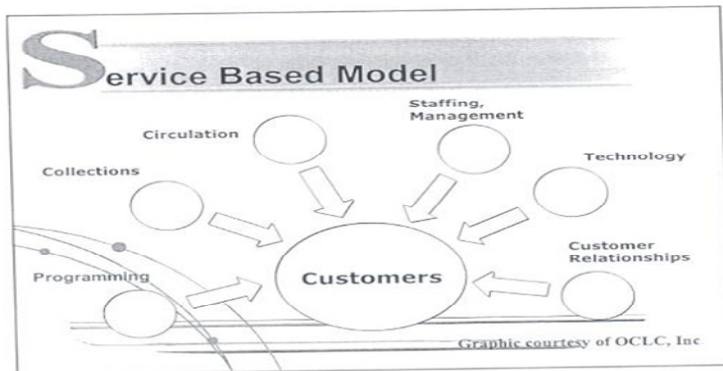 Service Based Model
Staffing,
Management
Circulation
Technology
Collections
Customer
Relationships
Programming
Customers
Graphic courtesy of OCLC, Inc